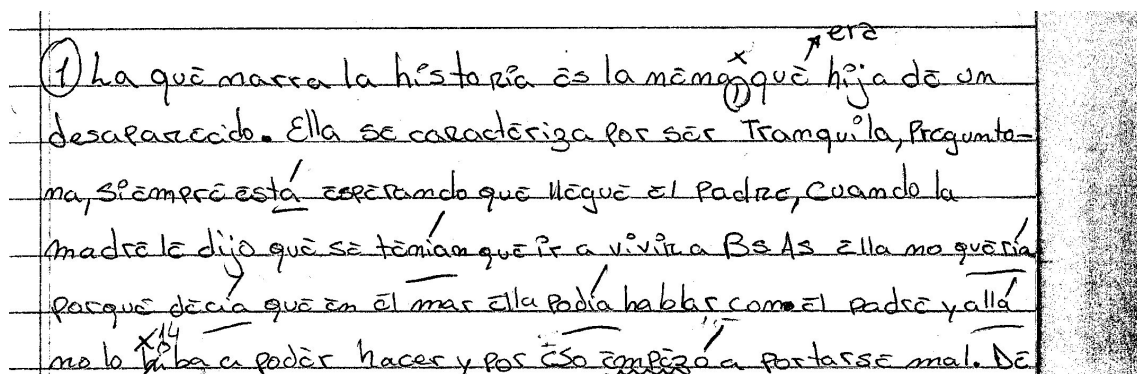 era
① La que narra la historia es la nena ① que hija de un
desaparecido. Ella se caracteriza por ser Tranquila, Pregunto-
na, siempre está esperando que llegue el Padre, cuando la
madre le dijo que se tenían que ir a vivir a Bs As ella no quería
porque decía que en el mar ella podía hablar con el padre y allá
no lo iba a poder hacer y por eso empezó a portarse mal. De